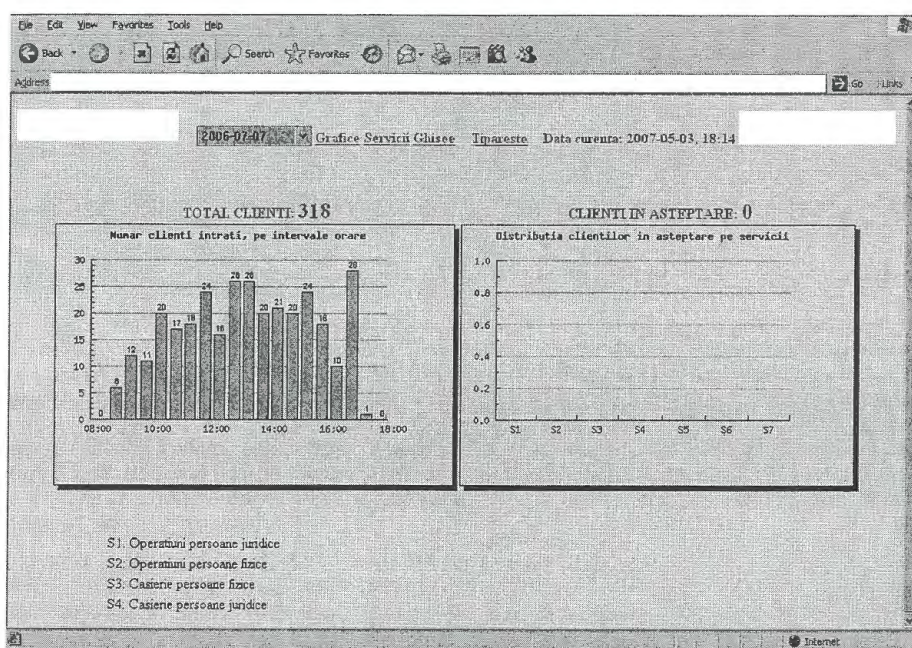 File Edit View Favorites Tools Help
Back Search Favorites
Address Go Links
2006-07-07 Grafice Servicii Ghisee Tipareste Data curenta: 2007-05-03, 18:14
TOTAL CLIENTI: 318
Numar clienti intrati, pe intervale orare
30
25
20
15
10
5
0
0 6 12 11 20 17 18 24 16 26 26 20 21 20 24 18 10 28 1 0
08:00 10:00 12:00 14:00 16:00 18:00
CLIENTI IN ASTEPTARE: 0
Distributia clientilor in asteptare pe servicii
1.0
0.8
0.6
0.4
0.2
0.0
S1 S2 S3 S4 S5 S6 S7
S1: Operatiuni persoane juridice
S2: Operatiuni persoane fizice
S3: Casierie persoane fizice
S4: Casierie persoane juridice
Internet